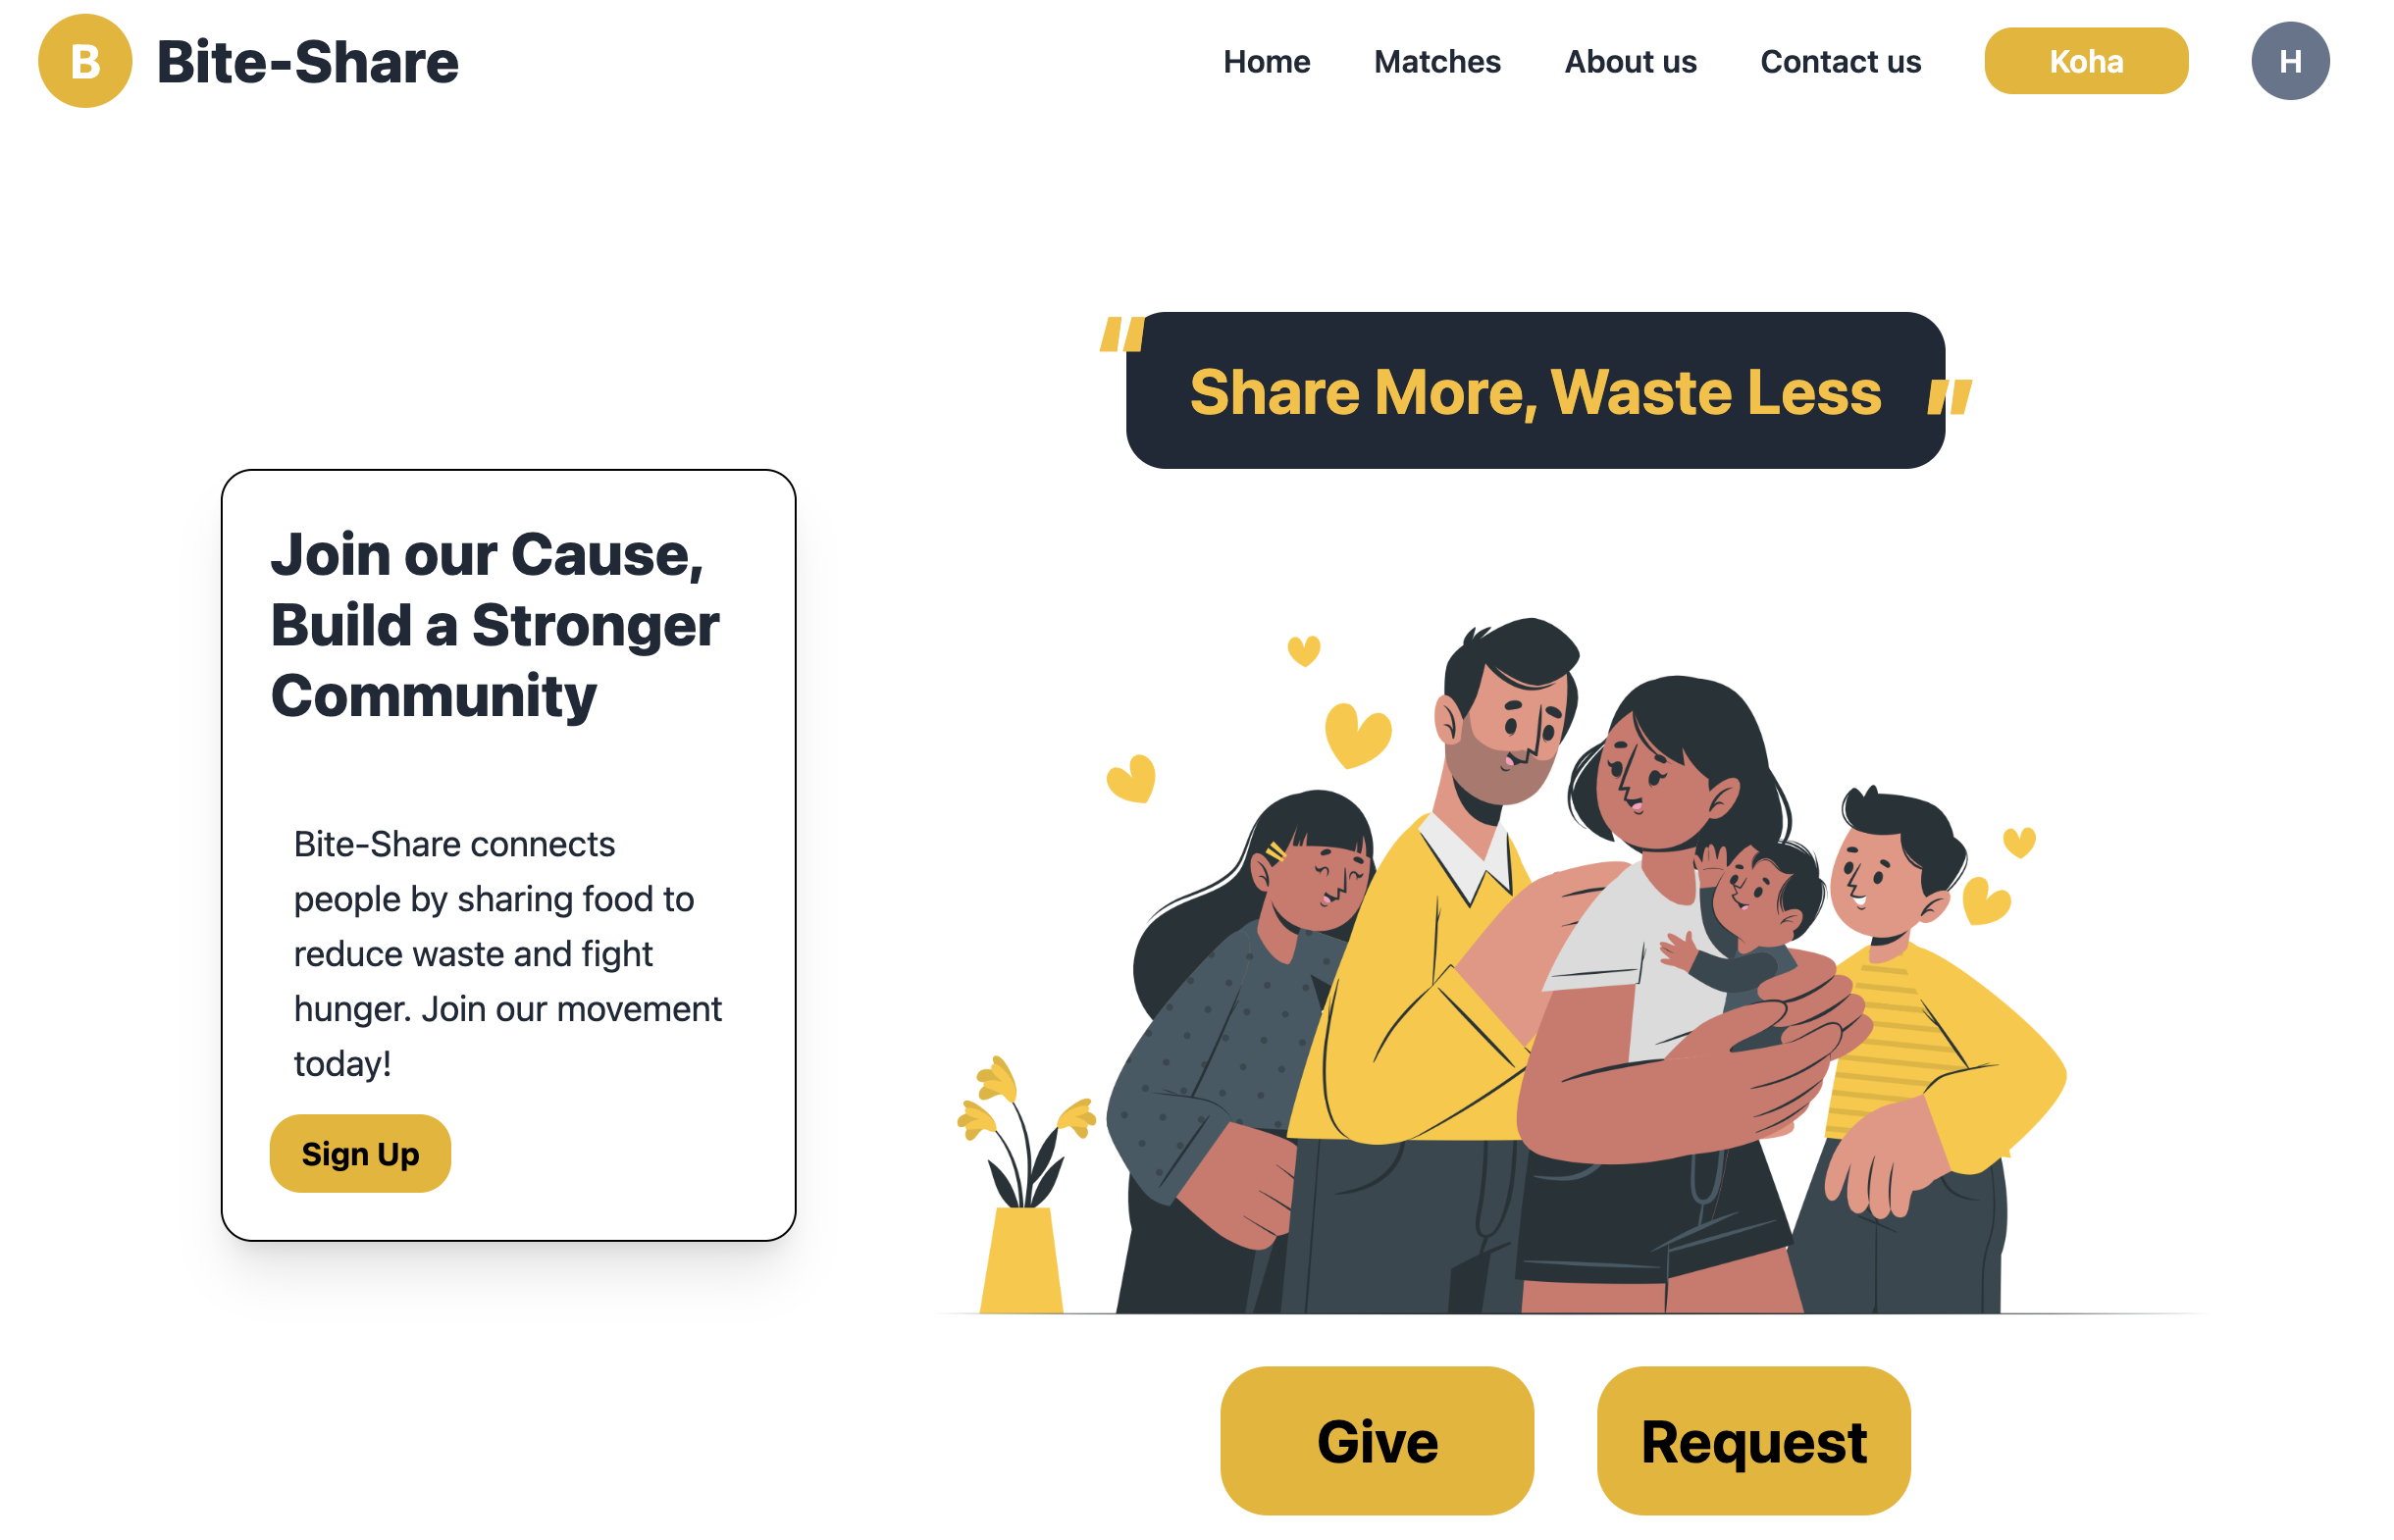 B
Bite-Share
Home
Matches
About us
Contact us
Koha
H
"Share More, Waste Less"
Join our Cause,
Build a Stronger
Community
Bite-Share connects
people by sharing food to
reduce waste and fight
hunger. Join our movement
today!
Sign Up
Give
Request